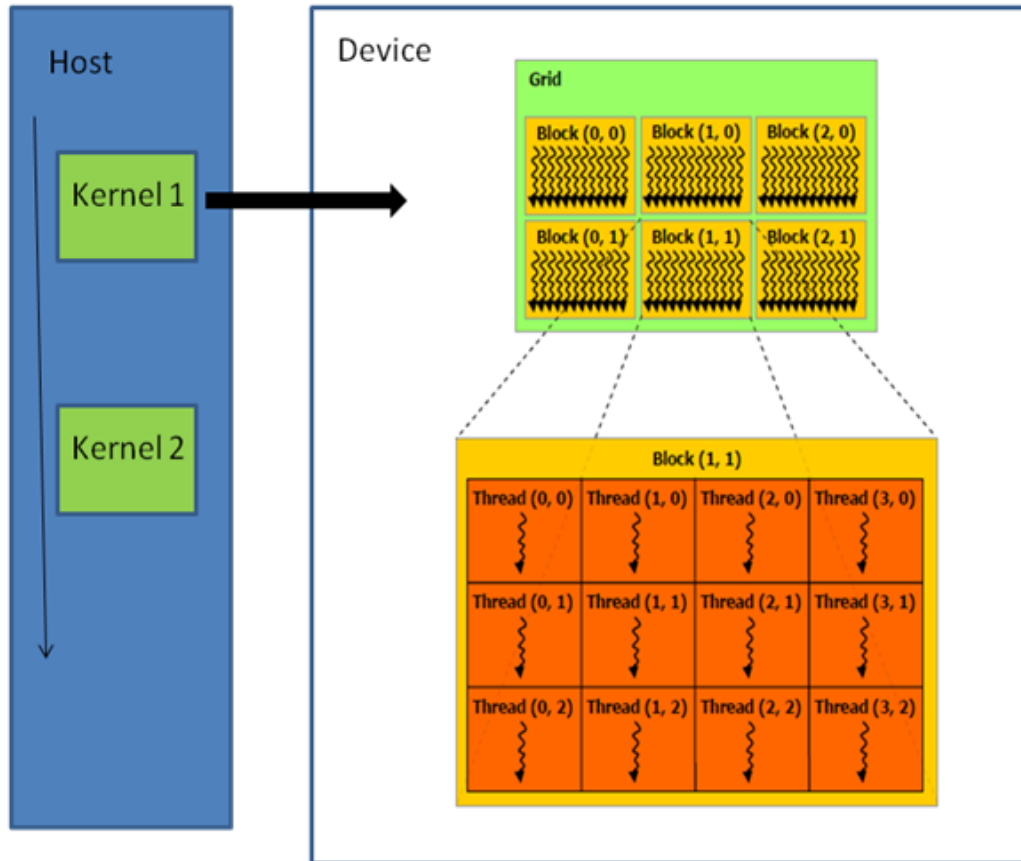 Host
Kernel 1
Kernel 2
Device
Grid
Block (0, 0) Block (1, 0) Block (2, 0)
Block (0, 1) Block (1, 1) Block (2, 1)
Block (1, 1)
Thread (0, 0) Thread (1, 0) Thread (2, 0) Thread (3, 0)
Thread (0, 1) Thread (1, 1) Thread (2, 1) Thread (3, 1)
Thread (0, 2) Thread (1, 2) Thread (2, 2) Thread (3, 2)